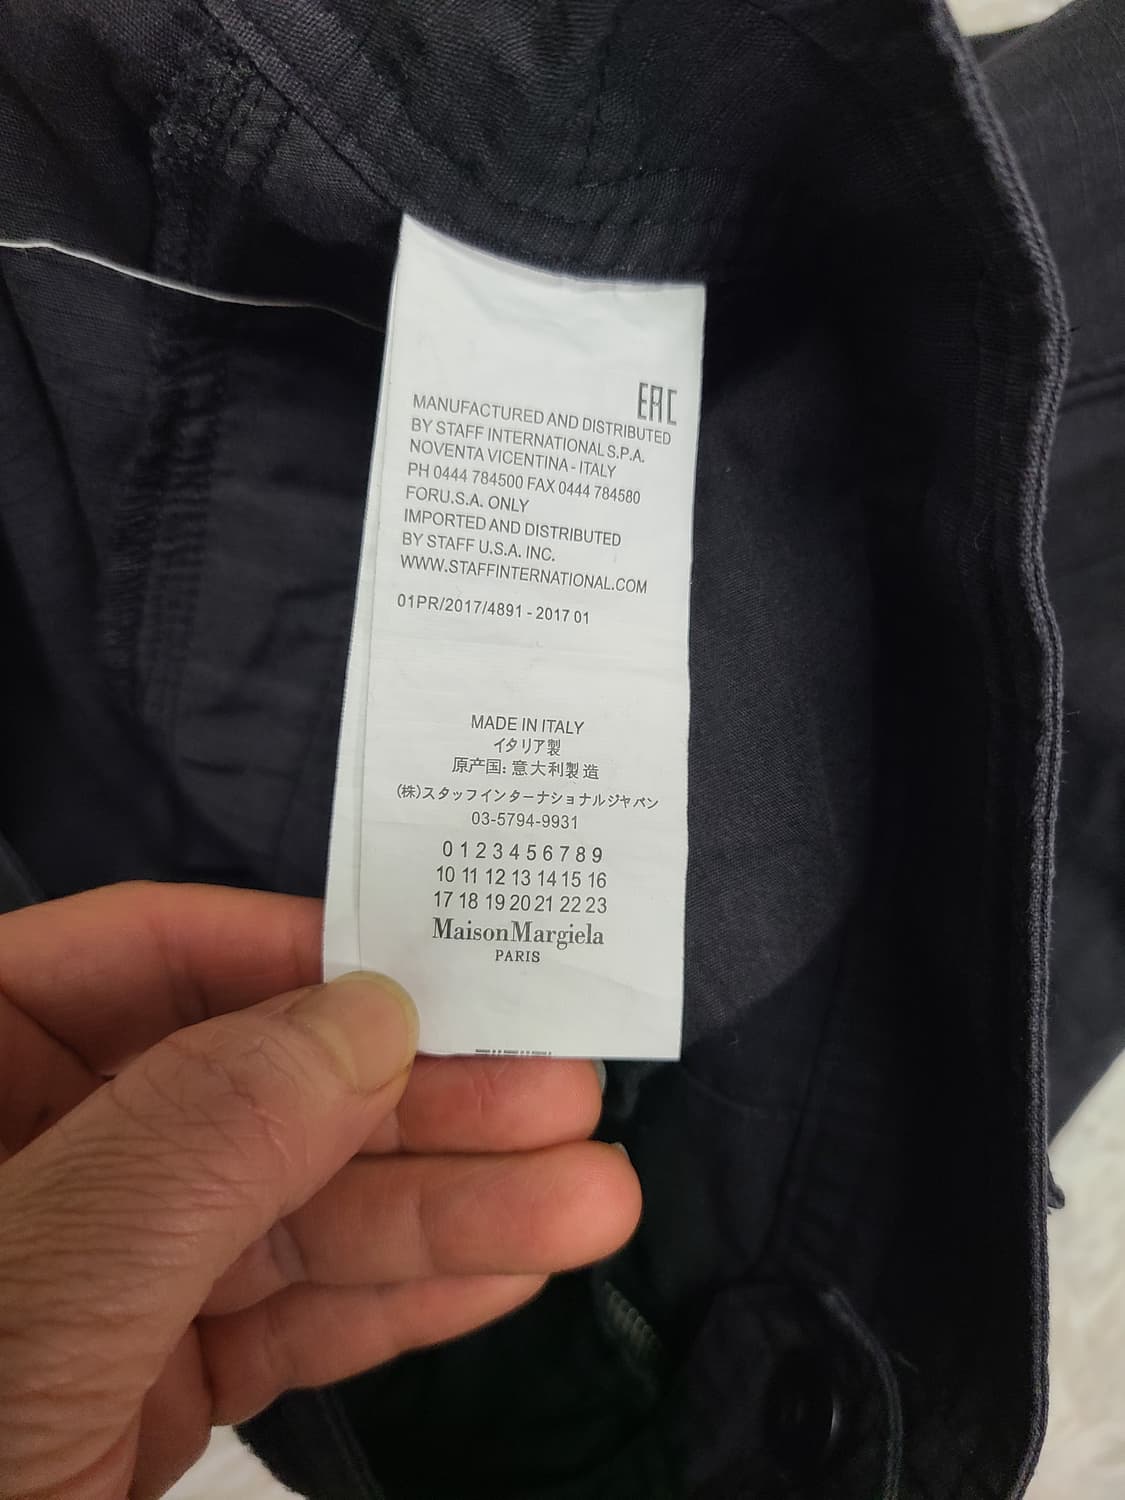 EAC
MANUFACTURED AND DISTRIBUTED
BY STAFF INTERNATIONAL S.P.A.
NOVENTA VICENTINA - ITALY
PH 0444 784500 FAX 0444 784580
FORU.S.A. ONLY
IMPORTED AND DISTRIBUTED
BY STAFF U.S.A. INC.
WWW.STAFFINTERNATIONAL.COM
01PR/2017/4891 - 2017 01
MADE IN ITALY
イタリア製
原产国: 意大利製造
(株)スタッフインターナショナルジャパン
03-5794-9931
0 1 2 3 4 5 6 7 8 9
10 11 12 13 14 15 16
17 18 19 20 21 22 23
Maison Margiela
PARIS